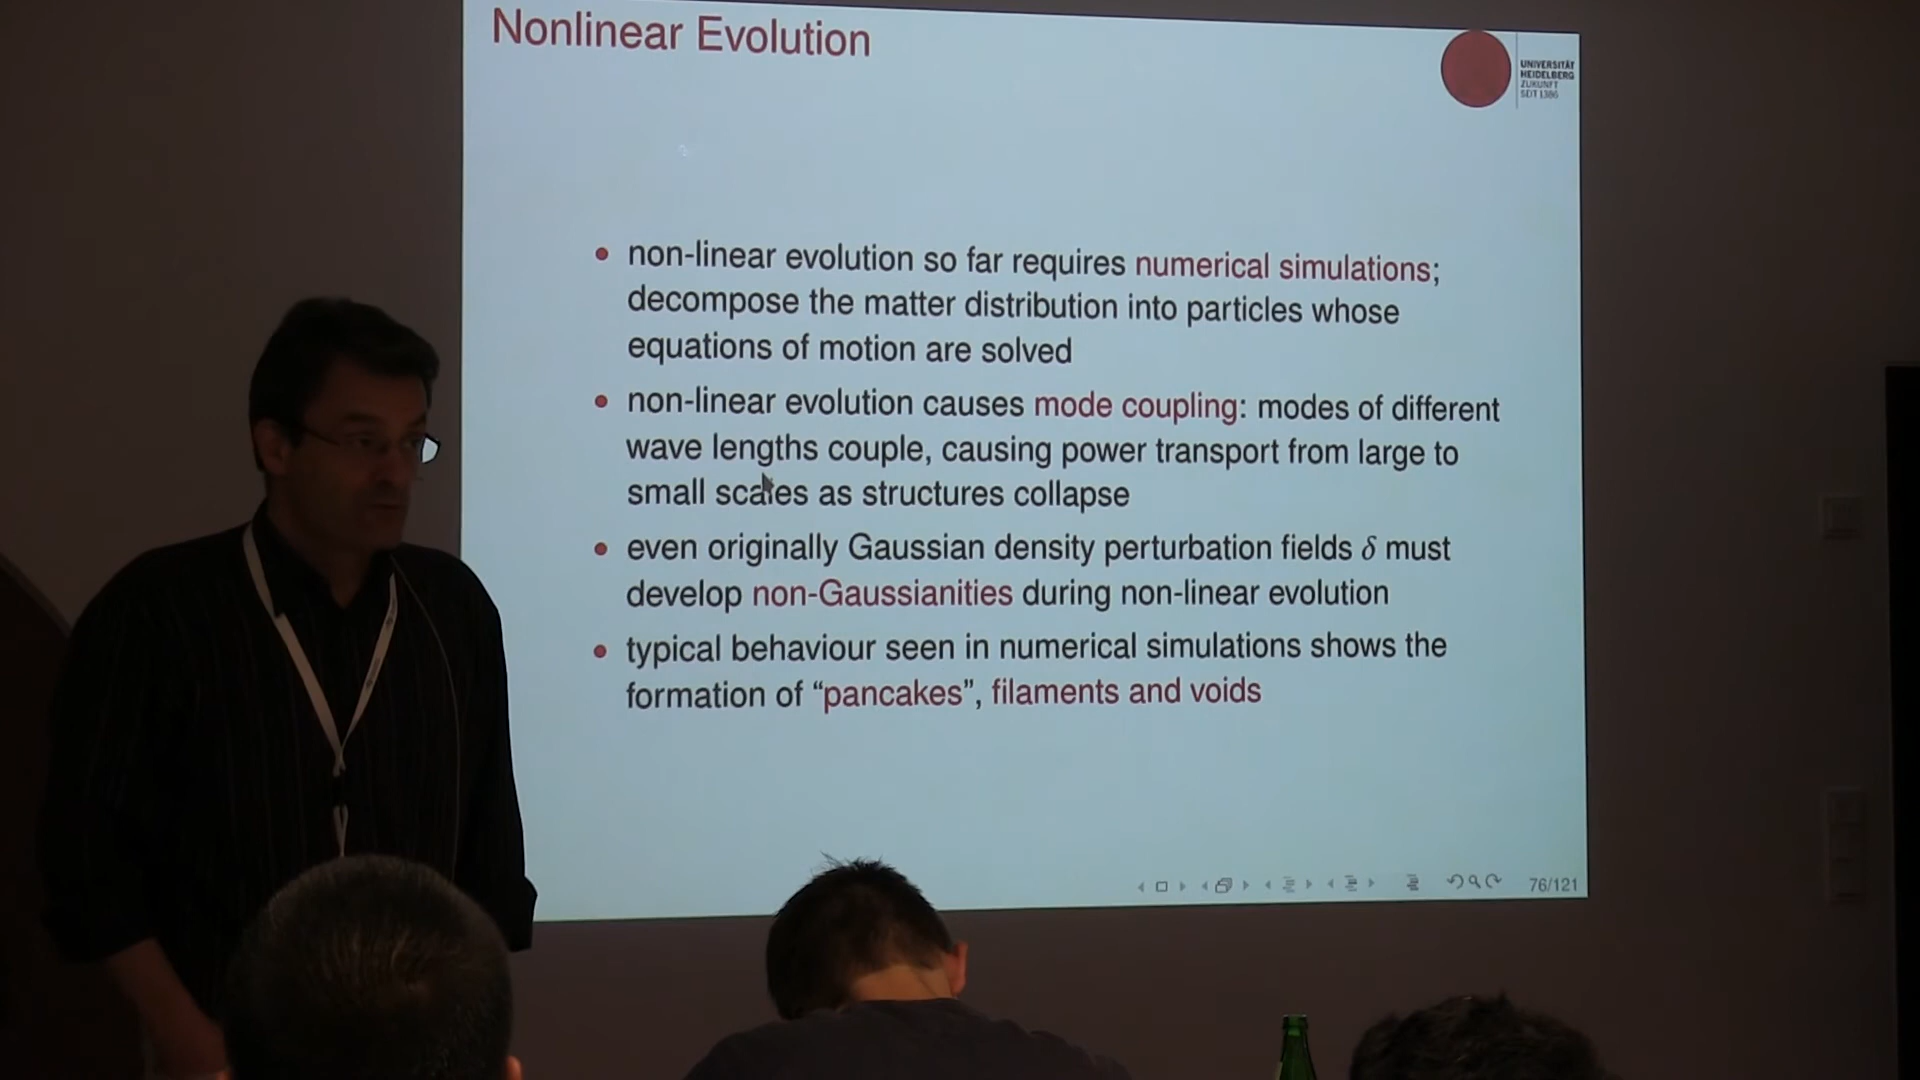 Nonlinear Evolution
UNIVERSITÄT
HEIDELBERG
ZUKUNFT
SEIT 1386
• non-linear evolution so far requires numerical simulations;
decompose the matter distribution into particles whose
equations of motion are solved
• non-linear evolution causes mode coupling: modes of different
wave lengths couple, causing power transport from large to
small scales as structures collapse
• even originally Gaussian density perturbation fields δ must
develop non-Gaussianities during non-linear evolution
• typical behaviour seen in numerical simulations shows the
formation of “pancakes”, filaments and voids
76/121